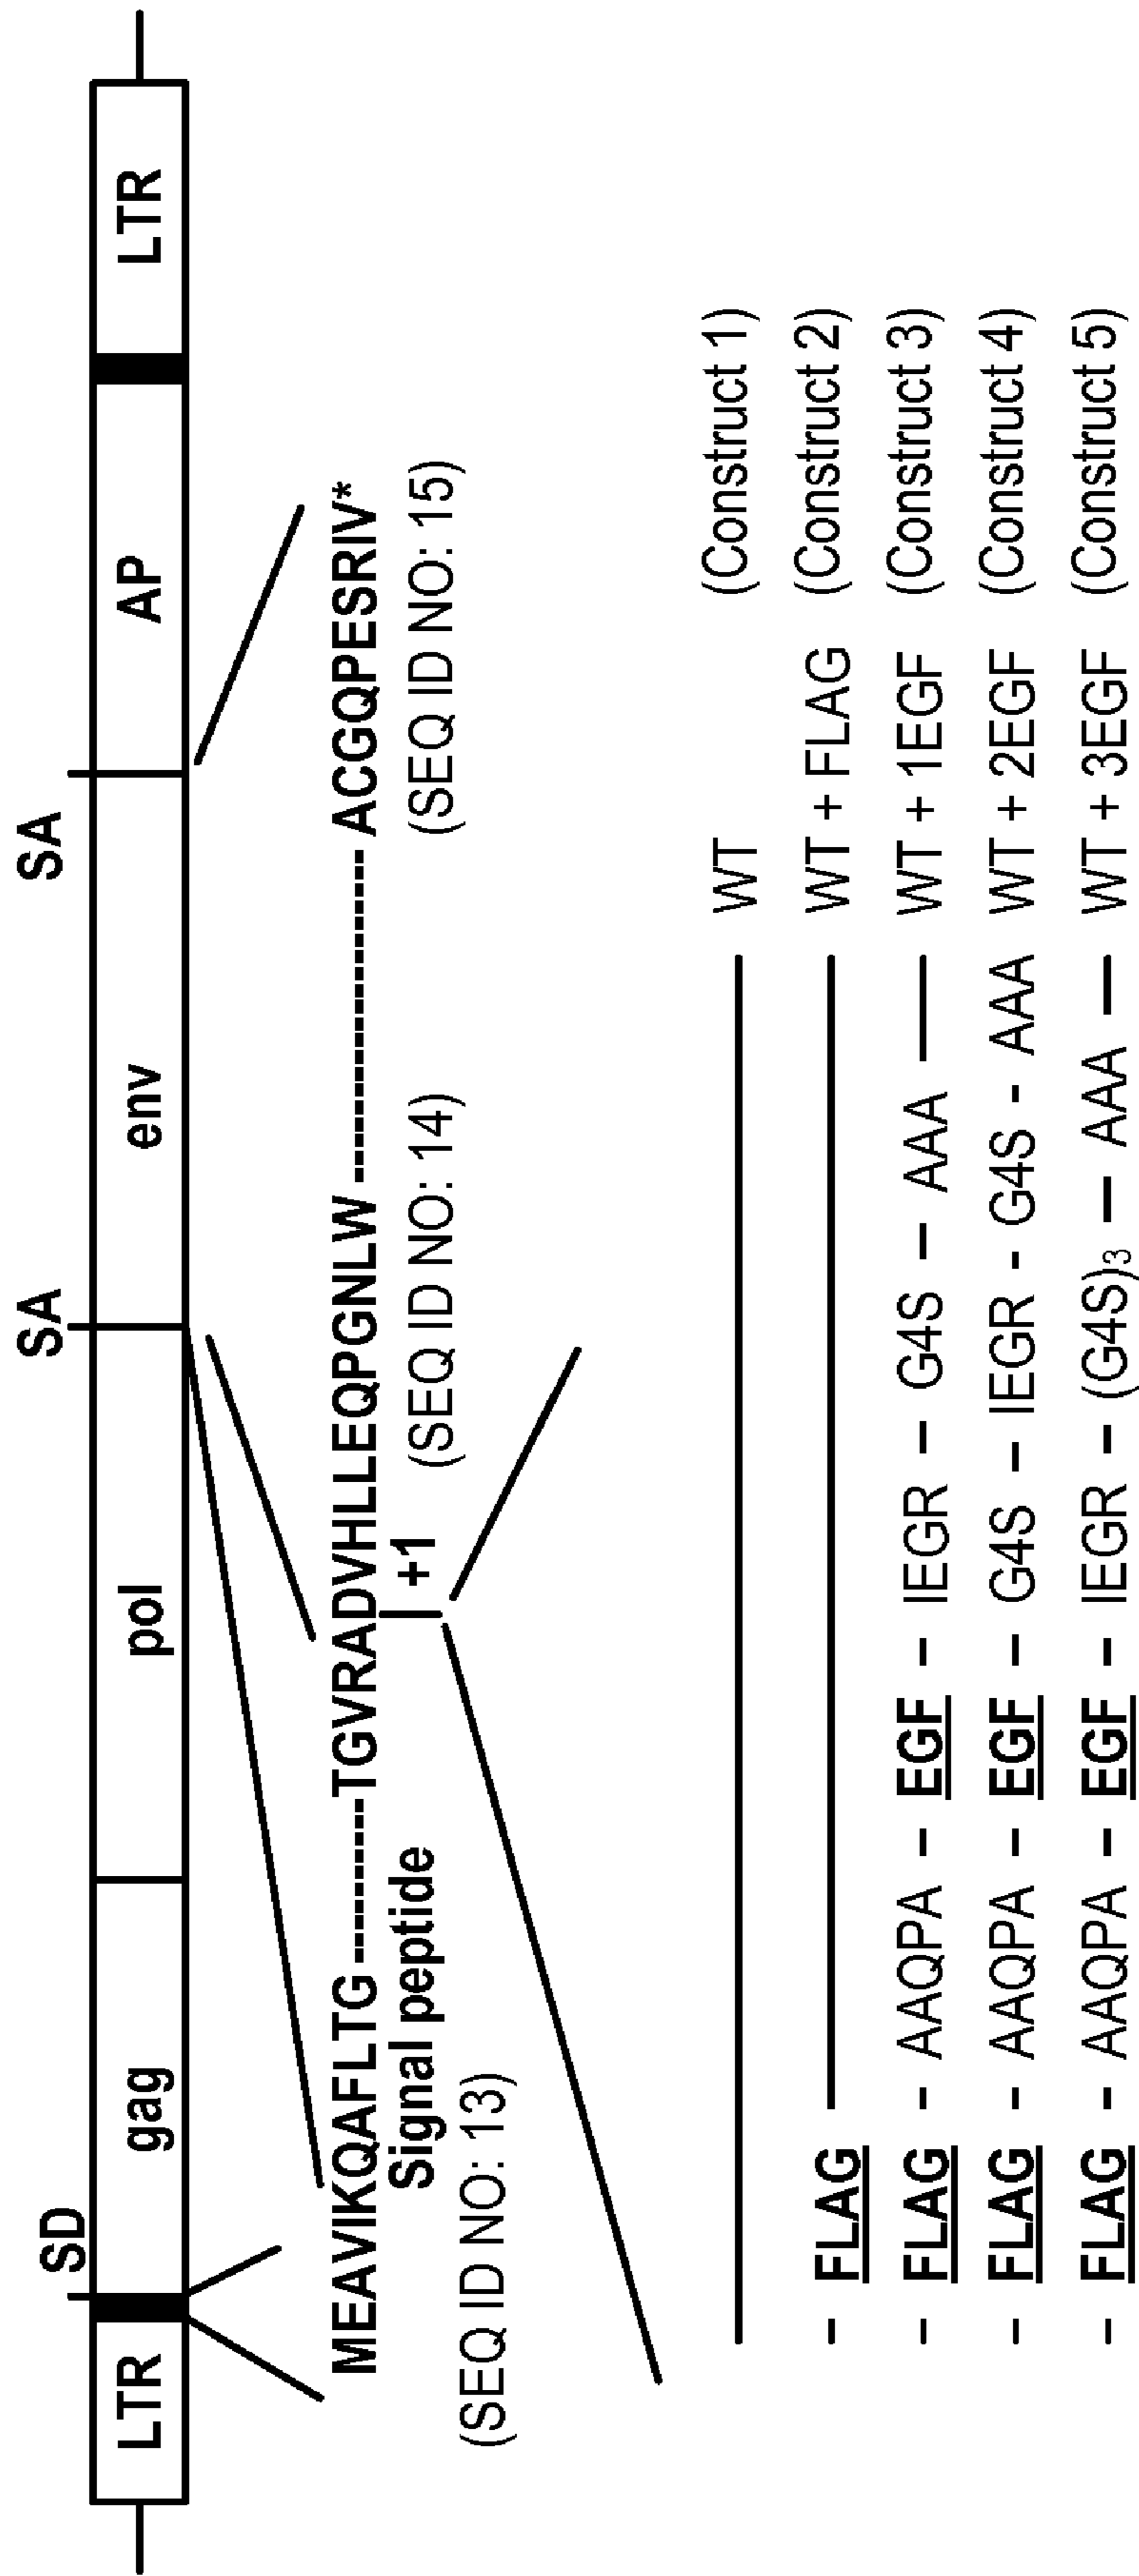 SD SA SA
LTR gag pol env AP LTR
MEAVIKQAFLTG----------TGVRADVHLLEQPGNLW--------------------ACGQPESRIV*
Signal peptide +1 (SEQ ID NO: 14) (SEQ ID NO: 15)
(SEQ ID NO: 13)
WT (Construct 1)
– FLAG WT + FLAG (Construct 2)
– FLAG – AAQPA – EGF – IEGR – G4S – AAA — WT + 1EGF (Construct 3)
– FLAG – AAQPA – EGF – G4S – IEGR - G4S - AAA WT + 2EGF (Construct 4)
– FLAG – AAQPA – EGF – IEGR – (G4S)₃ – AAA – WT + 3EGF (Construct 5)